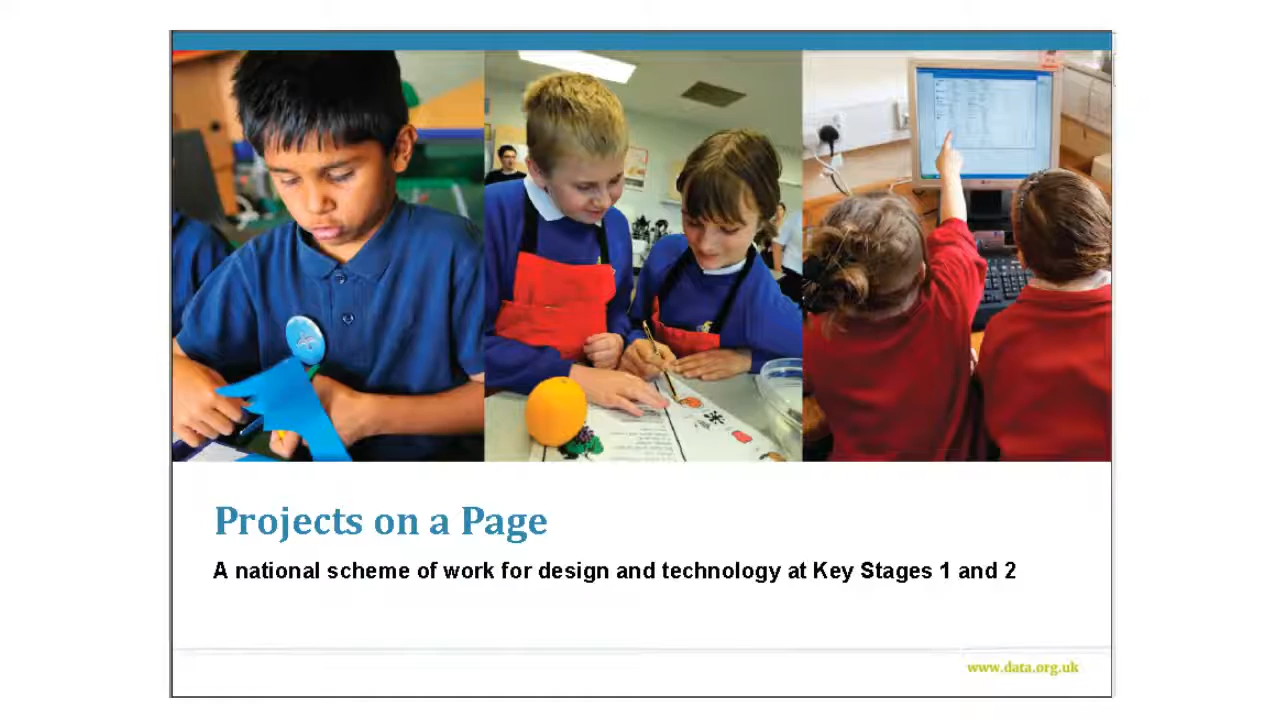 Projects on a Page
A national scheme of work for design and technology at Key Stages 1 and 2
www.data.org.uk